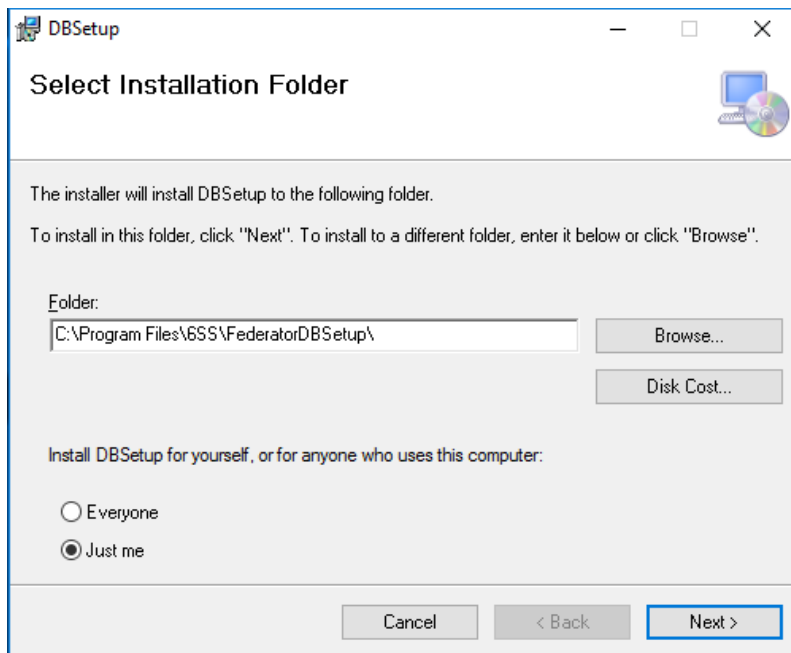 DBSetup
Select Installation Folder
The installer will install DBSetup to the following folder.
To install in this folder, click "Next". To install to a different folder, enter it below or click "Browse".
Folder:
C:\Program Files\6SS\FederatorDBSetup\
Browse...
Disk Cost...
Install DBSetup for yourself, or for anyone who uses this computer:
Everyone
Just me
Cancel
< Back
Next >